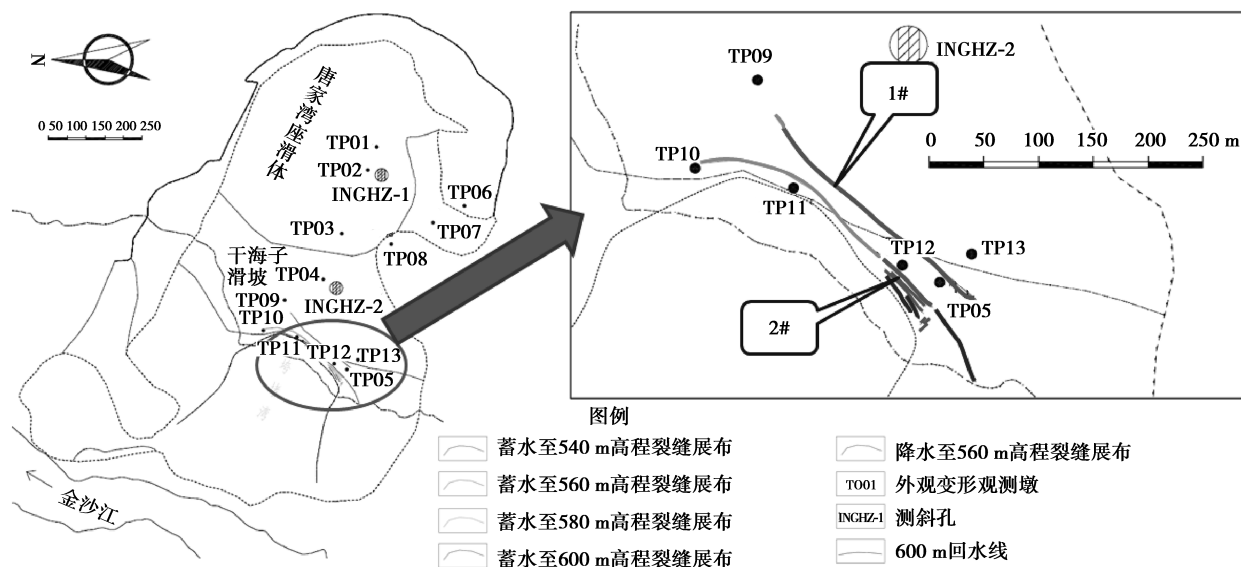 N
0 50 100 150 200 250
唐家湾座滑体
TP01
TP02
INGHZ-1
TP06
TP03
TP07
TP08
干海子
滑坡
TP04
INGHZ-2
TP09
TP10
TP11
TP12
TP13
TP05
金沙江
INGHZ-2
TP09
1#
0 50 100 150 200 250 m
TP10
TP11
TP12
TP13
TP05
2#
图例
蓄水至540 m高程裂缝展布
蓄水至560 m高程裂缝展布
蓄水至580 m高程裂缝展布
蓄水至600 m高程裂缝展布
降水至560 m高程裂缝展布
TO01 外观变形观测墩
INGHZ-1 测斜孔
600 m回水线